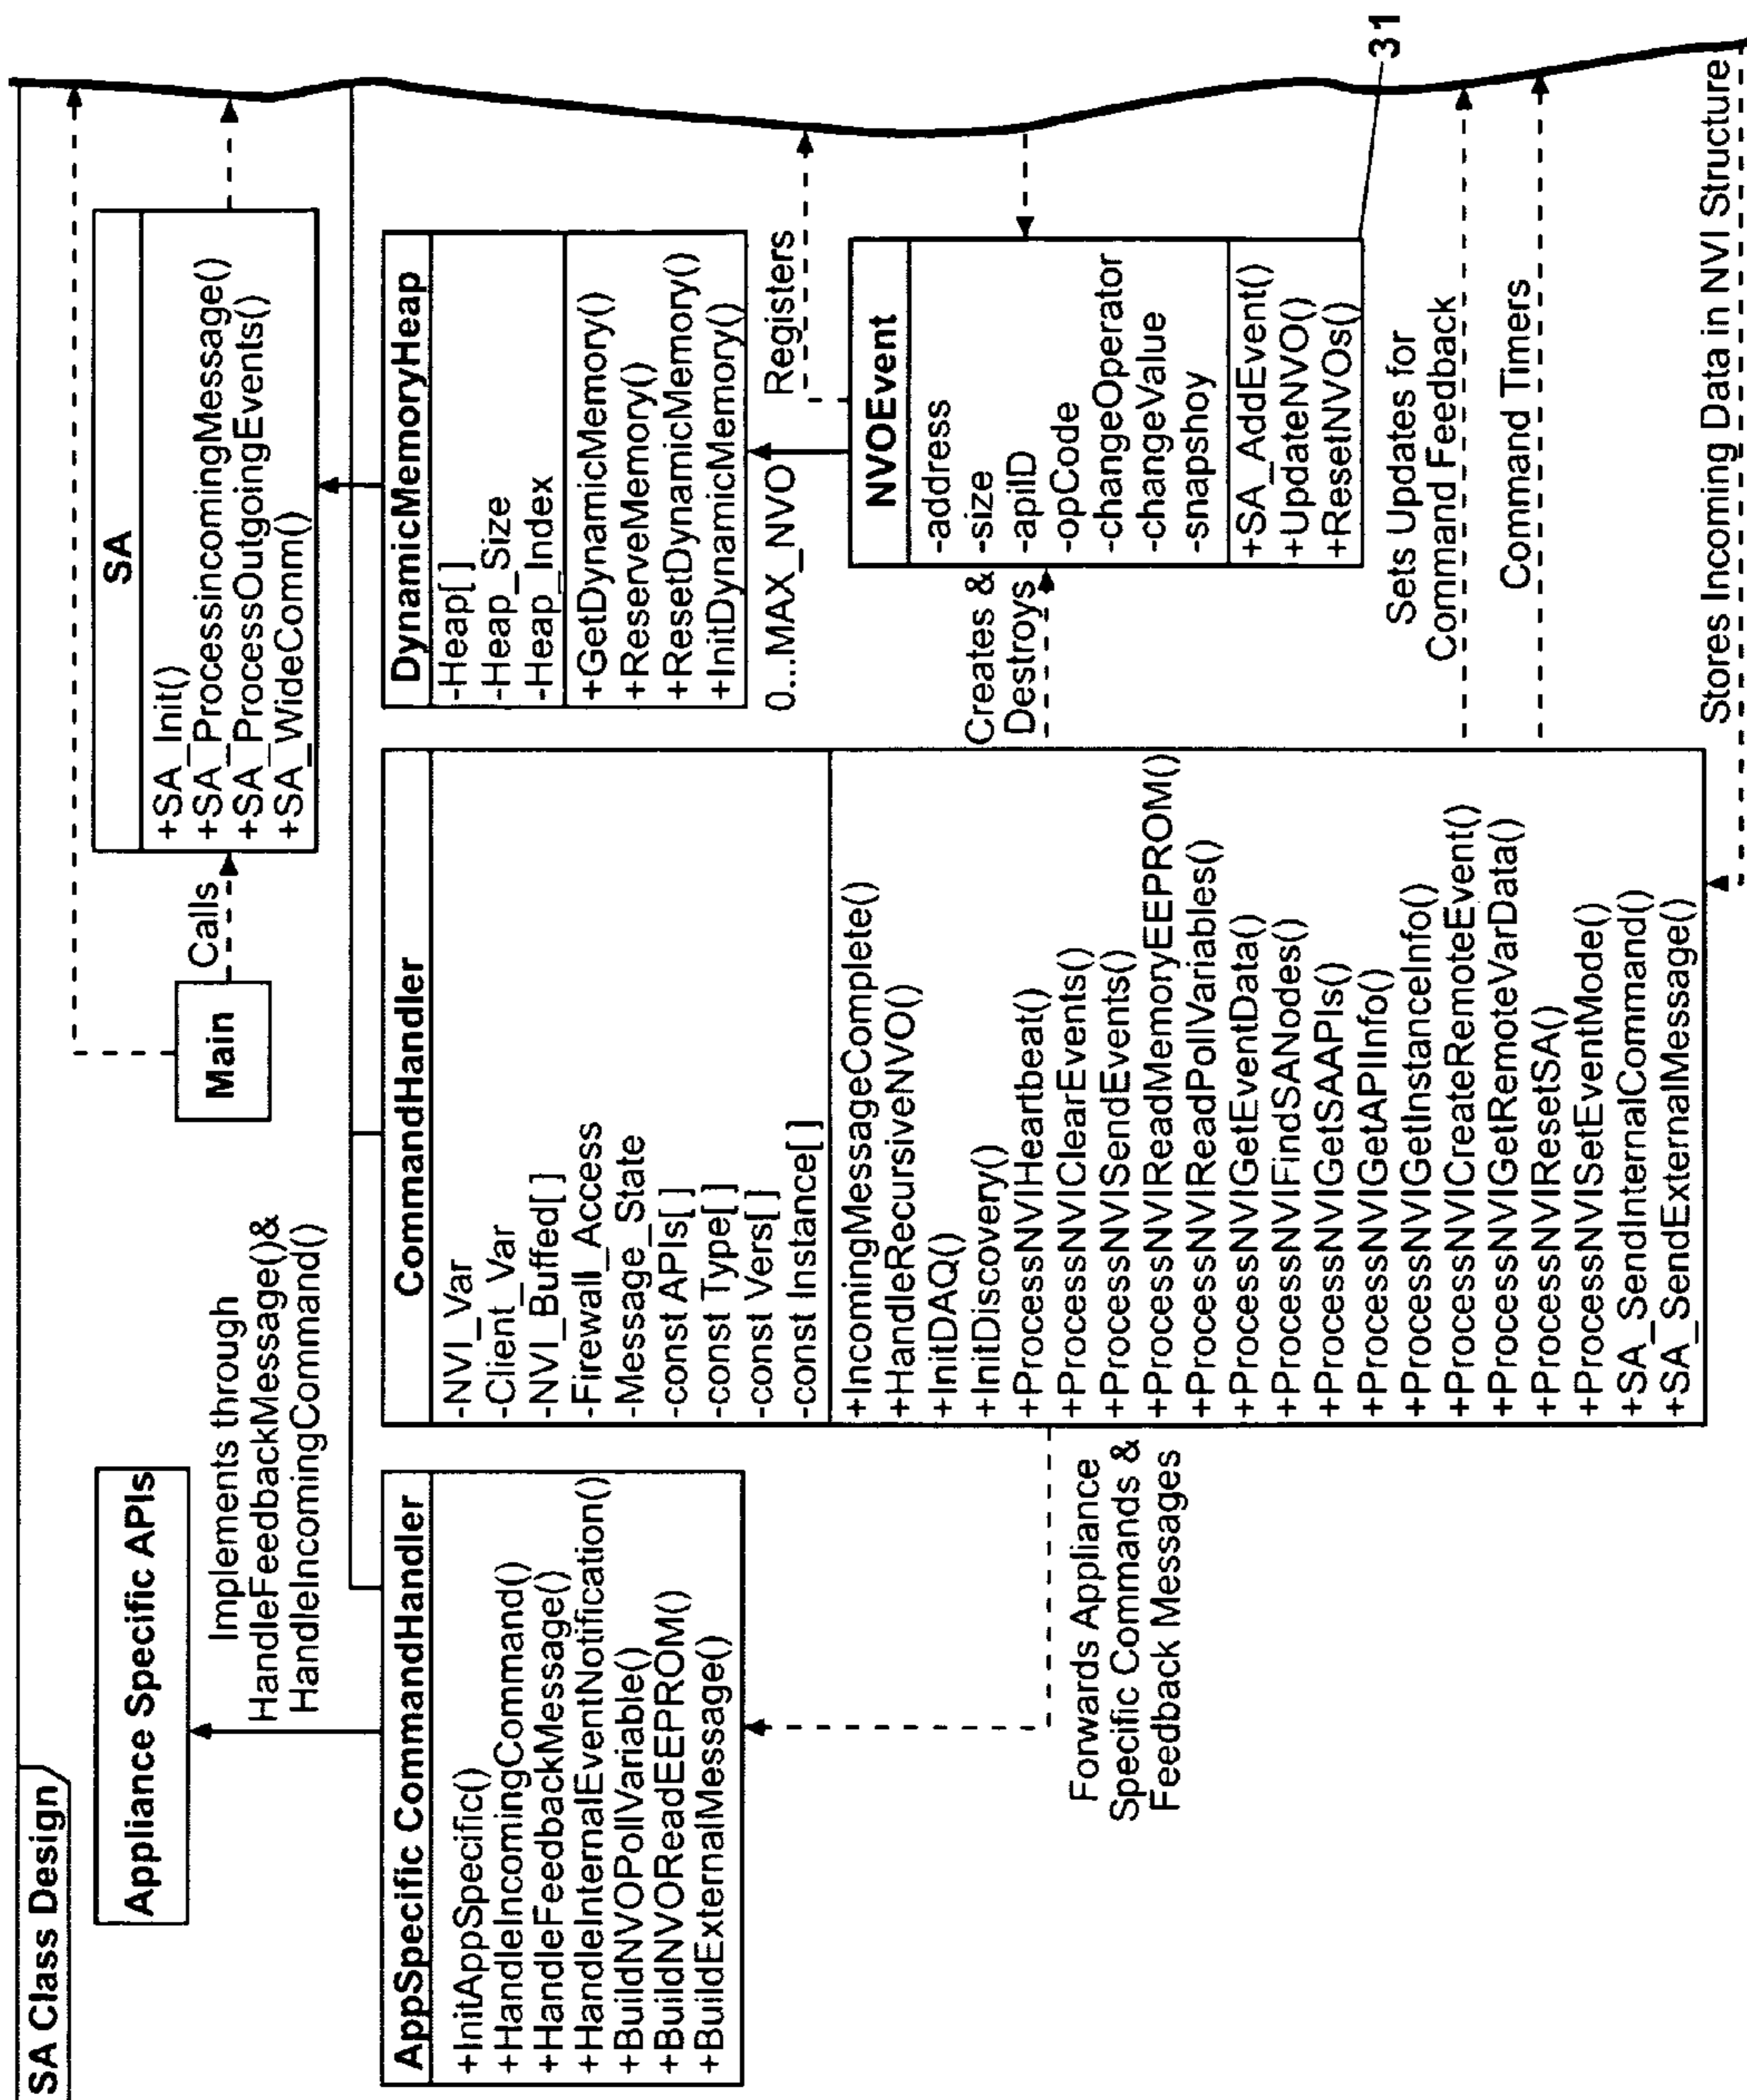 SA Class Design
Appliance Specific APIs
Implements through
HandleFeedbackMessage()&
HandleIncomingCommand()
Main
Calls
SA
+SA_Init()
+SA_ProcessincomingMessage()
+SA_ProcessOutgoingEvents()
+SA_WideComm()
AppSpecific CommandHandler
+InitAppSpecific()
+HandleIncomingCommand()
+HandleFeedbackMessage()
+HandleInternalEventNotification()
+BuildNVOPollVariable()
+BuildNVOReadEEPROM()
+BuildExternalMessage()
Forwards Appliance
Specific Commands &
Feedback Messages
CommandHandler
-NVI_Var
-Client_Var
-NVI_Buffed[ ]
-Firewall_Access
-Message_State
-const APIs[ ]
-const Type[ ]
-const Vers[ ]
-const Instance[ ]
+IncomingMessageComplete()
+HandleRecursiveNVO()
+InitDAQ()
+InitDiscovery()
+ProcessNVIHeartbeat()
+ProcessNVIClearEvents()
+ProcessNVISendEvents()
+ProcessNVIReadMemoryEEPROM()
+ProcessNVIReadPollVariables()
+ProcessNVIGetEventData()
+ProcessNVIFindSANodes()
+ProcessNVIGetSAAPIs()
+ProcessNVIGetAPIInfo()
+ProcessNVIGetInstanceInfo()
+ProcessNVICreateRemoteEvent()
+ProcessNVIGetRemoteVarData()
+ProcessNVIResetSA()
+ProcessNVISetEventMode()
+SA_SendInternalCommand()
+SA_SendExternalMessage()
DynamicMemoryHeap
-Heap[ ]
-Heap_Size
-Heap_Index
+GetDynamicMemory()
+ReserveMemory()
+ResetDynamicMemory()
+InitDynamicMemory()
0...MAX_NVO
Registers
Creates &
Destroys
NVOEvent
-address
-size
-apiID
-opCode
-changeOperator
-changeValue
-snapshoy
+SA_AddEvent()
+UpdateNVO()
+ResetNVOs()
31
Sets Updates for
Command Feedback
Command Timers
Stores Incoming Data in NVI Structure